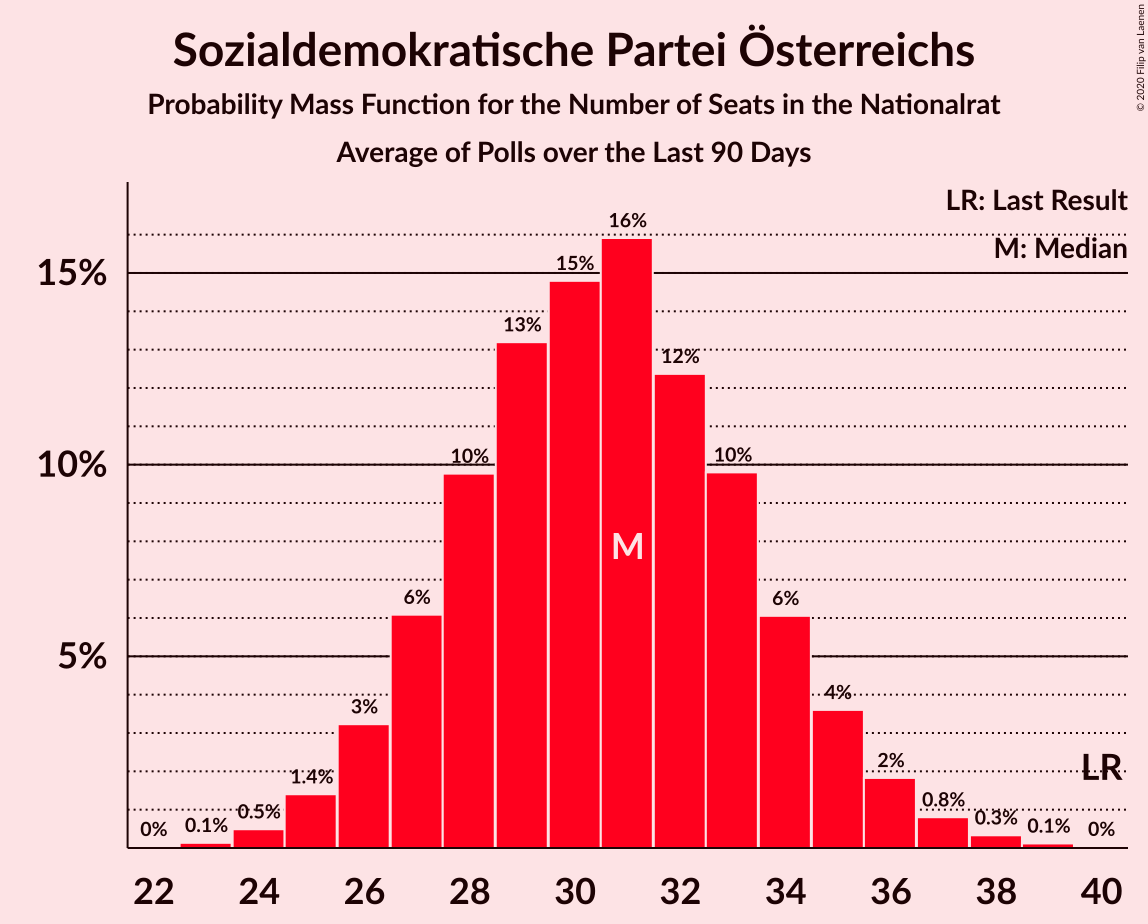 Sozialdemokratische Partei Österreichs
Probability Mass Function for the Number of Seats in the Nationalrat
Average of Polls over the Last 90 Days
© 2020 Filip van Laenen
LR: Last Result
M: Median
15%
10%
5%
0%
0.1%
0.5%
1.4%
3%
6%
10%
13%
15%
16%
12%
10%
6%
4%
2%
0.8%
0.3%
0.1%
0%
M
LR
22 24 26 28 30 32 34 36 38 40